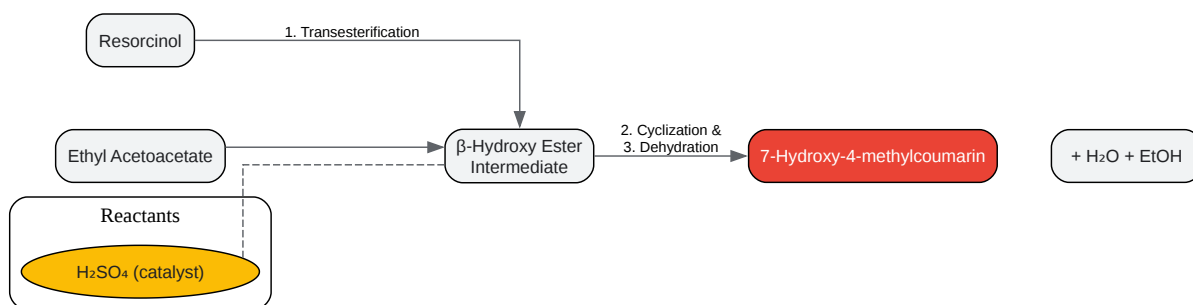 Resorcinol
1. Transesterification
Ethyl Acetoacetate
β-Hydroxy Ester
Intermediate
2. Cyclization &
3. Dehydration
7-Hydroxy-4-methylcoumarin
+ H₂O + EtOH
Reactants
H₂SO₄ (catalyst)